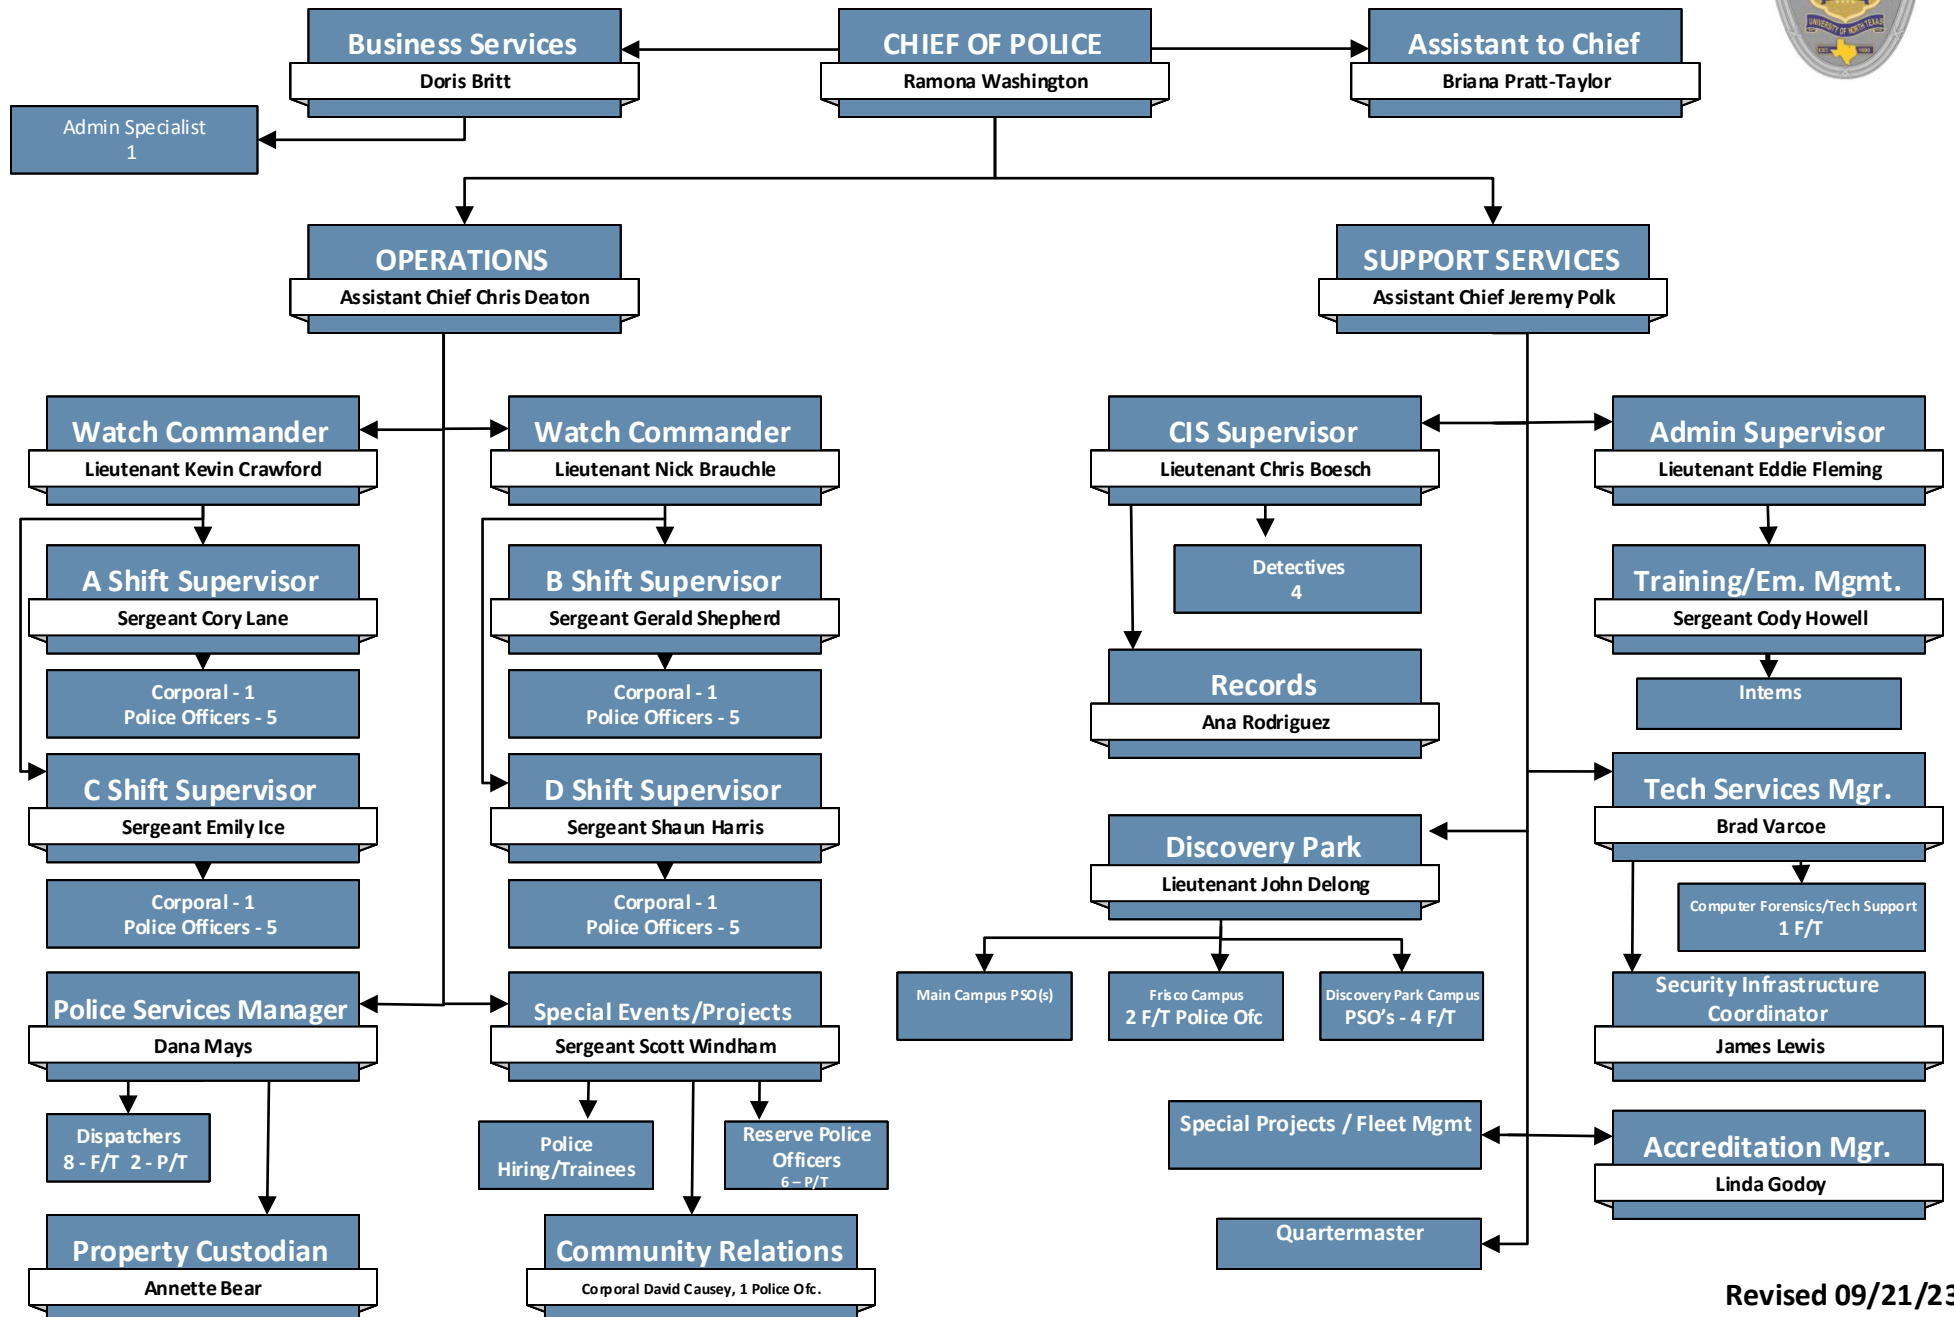 UNIVERSITY OF NORTH TEXAS
EST. 1890
Business Services
Doris Britt
CHIEF OF POLICE
Ramona Washington
Assistant to Chief
Briana Pratt-Taylor
Admin Specialist
1
OPERATIONS
Assistant Chief Chris Deaton
SUPPORT SERVICES
Assistant Chief Jeremy Polk
Watch Commander
Lieutenant Kevin Crawford
Watch Commander
Lieutenant Nick Brauchle
CIS Supervisor
Lieutenant Chris Boesch
Admin Supervisor
Lieutenant Eddie Fleming
A Shift Supervisor
Sergeant Cory Lane
B Shift Supervisor
Sergeant Gerald Shepherd
Detectives
4
Training/Em. Mgmt.
Sergeant Cody Howell
Corporal - 1
Police Officers - 5
Corporal - 1
Police Officers - 5
Records
Ana Rodriguez
Interns
C Shift Supervisor
Sergeant Emily Ice
D Shift Supervisor
Sergeant Shaun Harris
Tech Services Mgr.
Brad Varcoe
Discovery Park
Lieutenant John Delong
Corporal - 1
Police Officers - 5
Corporal - 1
Police Officers - 5
Computer Forensics/Tech Support
1 F/T
Police Services Manager
Dana Mays
Special Events/Projects
Sergeant Scott Windham
Main Campus PSO(s)
Frisco Campus
2 F/T Police Ofc
Discovery Park Campus
PSO's - 4 F/T
Security Infrastructure
Coordinator
James Lewis
Dispatchers
8 - F/T 2 - P/T
Police
Hiring/Trainees
Reserve Police
Officers
6 – P/T
Special Projects / Fleet Mgmt
Accreditation Mgr.
Linda Godoy
Property Custodian
Annette Bear
Community Relations
Corporal David Causey, 1 Police Ofc.
Quartermaster
Revised 09/21/23